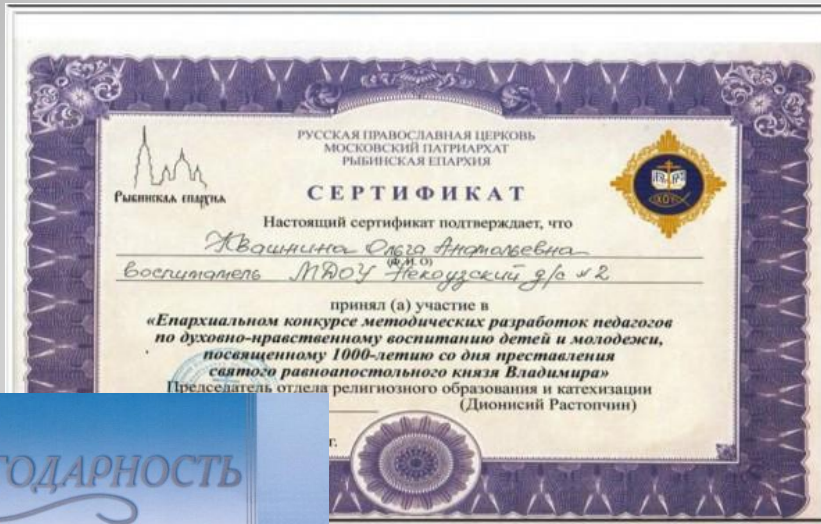 РУССКАЯ ПРАВОСЛАВНАЯ ЦЕРКОВЬ
МОСКОВСКИЙ ПАТРИАРХАТ
РЫБИНСКАЯ ЕПАРХИЯ
Рыбинская епархия
СЕРТИФИКАТ
Настоящий сертификат подтверждает, что
Квашнина Ольга Анатольевна
(Ф.И.О)
воспитатель МДОУ Некоузский д/с №2
принял (а) участие в
«Епархиальном конкурсе методических разработок педагогов
по духовно-нравственному воспитанию детей и молодежи,
посвященному 1000-летию со дня преставления
святого равноапостольного князя Владимира»
Председатель отдела религиозного образования и катехизации
(Дионисий Растопчин)
г.
ОДАРНОСТЬ